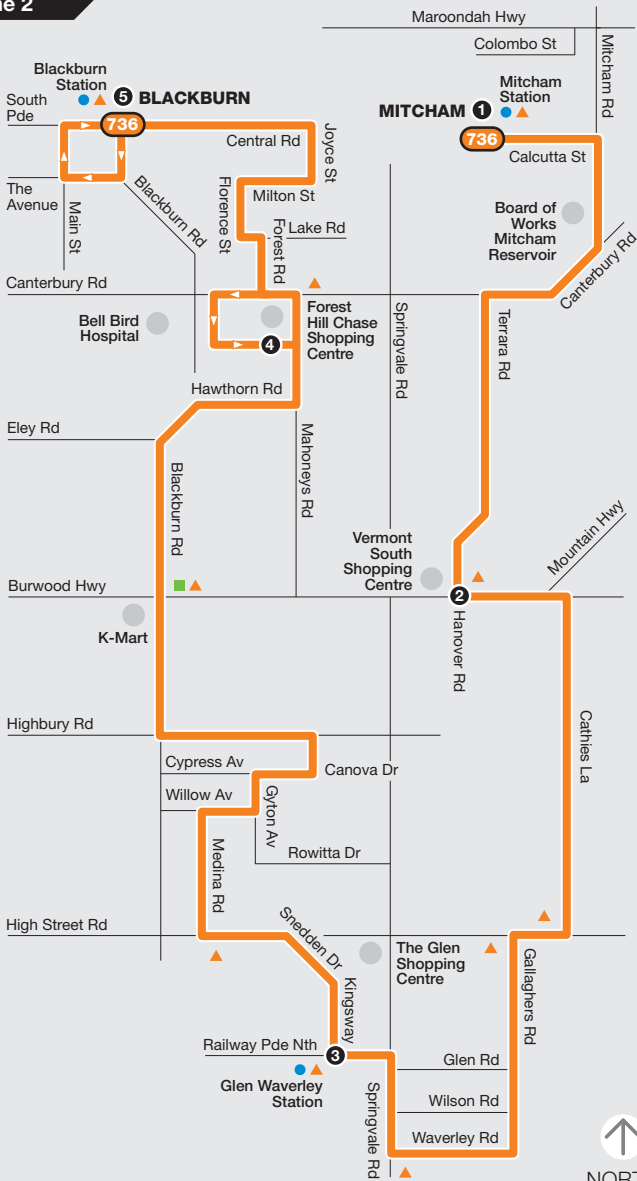 ne 2
Maroondah Hwy
Colombo St
Mitcham Rd
Blackburn
Station
5 BLACKBURN
South
Pde
736
Central Rd
Joyce St
MITCHAM 1
Mitcham
Station
736
Calcutta St
The
Avenue
Main St
Blackburn Rd
Florence St
Milton St
Forest Rd
Lake Rd
Board of
Works
Mitcham
Reservoir
Canterbury Rd
Canterbury Rd
Bell Bird
Hospital
Forest
Hill Chase
Shopping
Centre
4
Springvale Rd
Terrara Rd
Hawthorn Rd
Eley Rd
Mahoneys Rd
Blackburn Rd
Vermont
South
Shopping
Centre
Mountain Hwy
Burwood Hwy
2
K-Mart
Hanover Rd
Cathies La
Highbury Rd
Cypress Av
Canova Dr
Willow Av
Gyton Av
Medina Rd
Rowitta Dr
High Street Rd
Snedden Dr
The Glen
Shopping
Centre
Gallaghers Rd
Kingsway
Railway Pde Nth
3
Glen Waverley
Station
Springvale Rd
Glen Rd
Wilson Rd
Waverley Rd
NORT